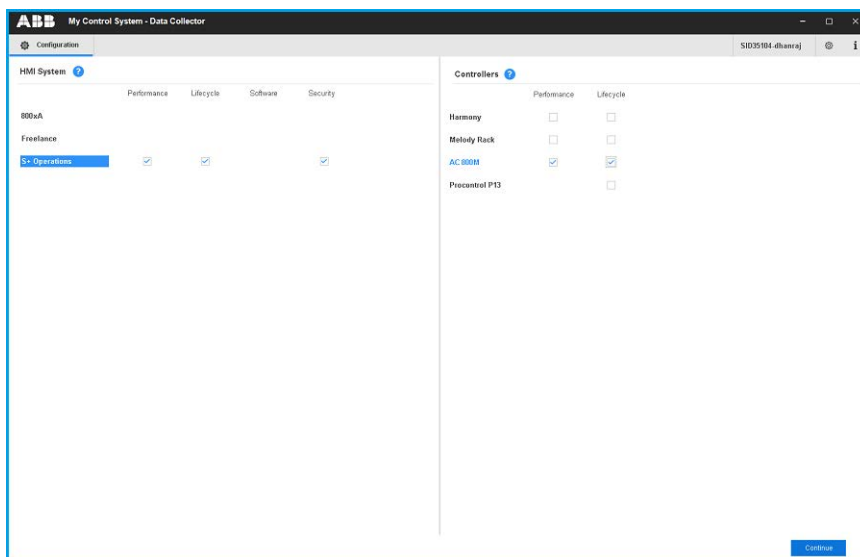 ABB My Control System - Data Collector
Configuration
SID35104-dhanraj
HMI System ?
Performance Lifecycle Software Security
800xA
Freelance
S+ Operations
Controllers ?
Performance Lifecycle
Harmony
Melody Rack
AC 800M
Procontrol P13
Continue